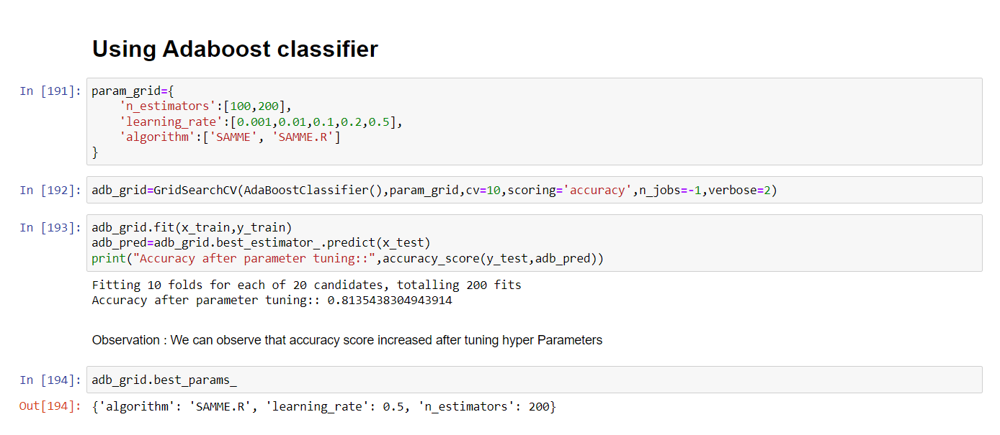 Using Adaboost classifier
In [191]: param_grid={
'n_estimators':[100,200],
'learning_rate':[0.001,0.01,0.1,0.2,0.5],
'algorithm':['SAMME', 'SAMME.R']
}
In [192]: adb_grid=GridSearchCV(AdaBoostClassifier(),param_grid,cv=10,scoring='accuracy',n_jobs=-1,verbose=2)
In [193]: adb_grid.fit(x_train,y_train)
adb_pred=adb_grid.best_estimator_.predict(x_test)
print("Accuracy after parameter tuning::",accuracy_score(y_test,adb_pred))
Fitting 10 folds for each of 20 candidates, totalling 200 fits
Accuracy after parameter tuning:: 0.8135438304943914
Observation : We can observe that accuracy score increased after tuning hyper Parameters
In [194]: adb_grid.best_params_
Out[194]: {'algorithm': 'SAMME.R', 'learning_rate': 0.5, 'n_estimators': 200}